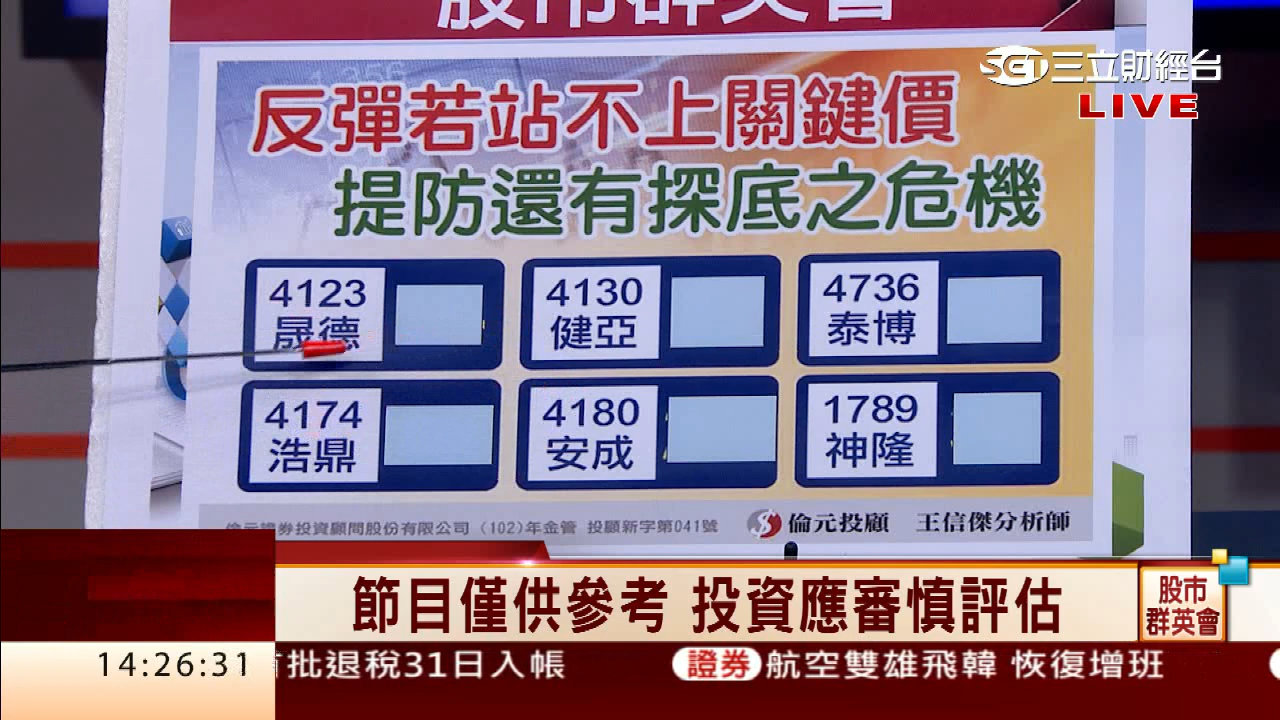 股市群英會
SET 三立財經台
LIVE
反彈若站不上關鍵價
提防還有探底之危機
4123
晟德
4130
健亞
4736
泰博
4174
浩鼎
4180
安成
1789
神隆
倫元證券投資顧問股份有限公司 (102)年金管 投顧新字第041號
倫元投顧 王信傑分析師
節目僅供參考 投資應審慎評估
股市
群英會
14:26:31
首批退稅31日入帳 證券 航空雙雄飛韓 恢復增班